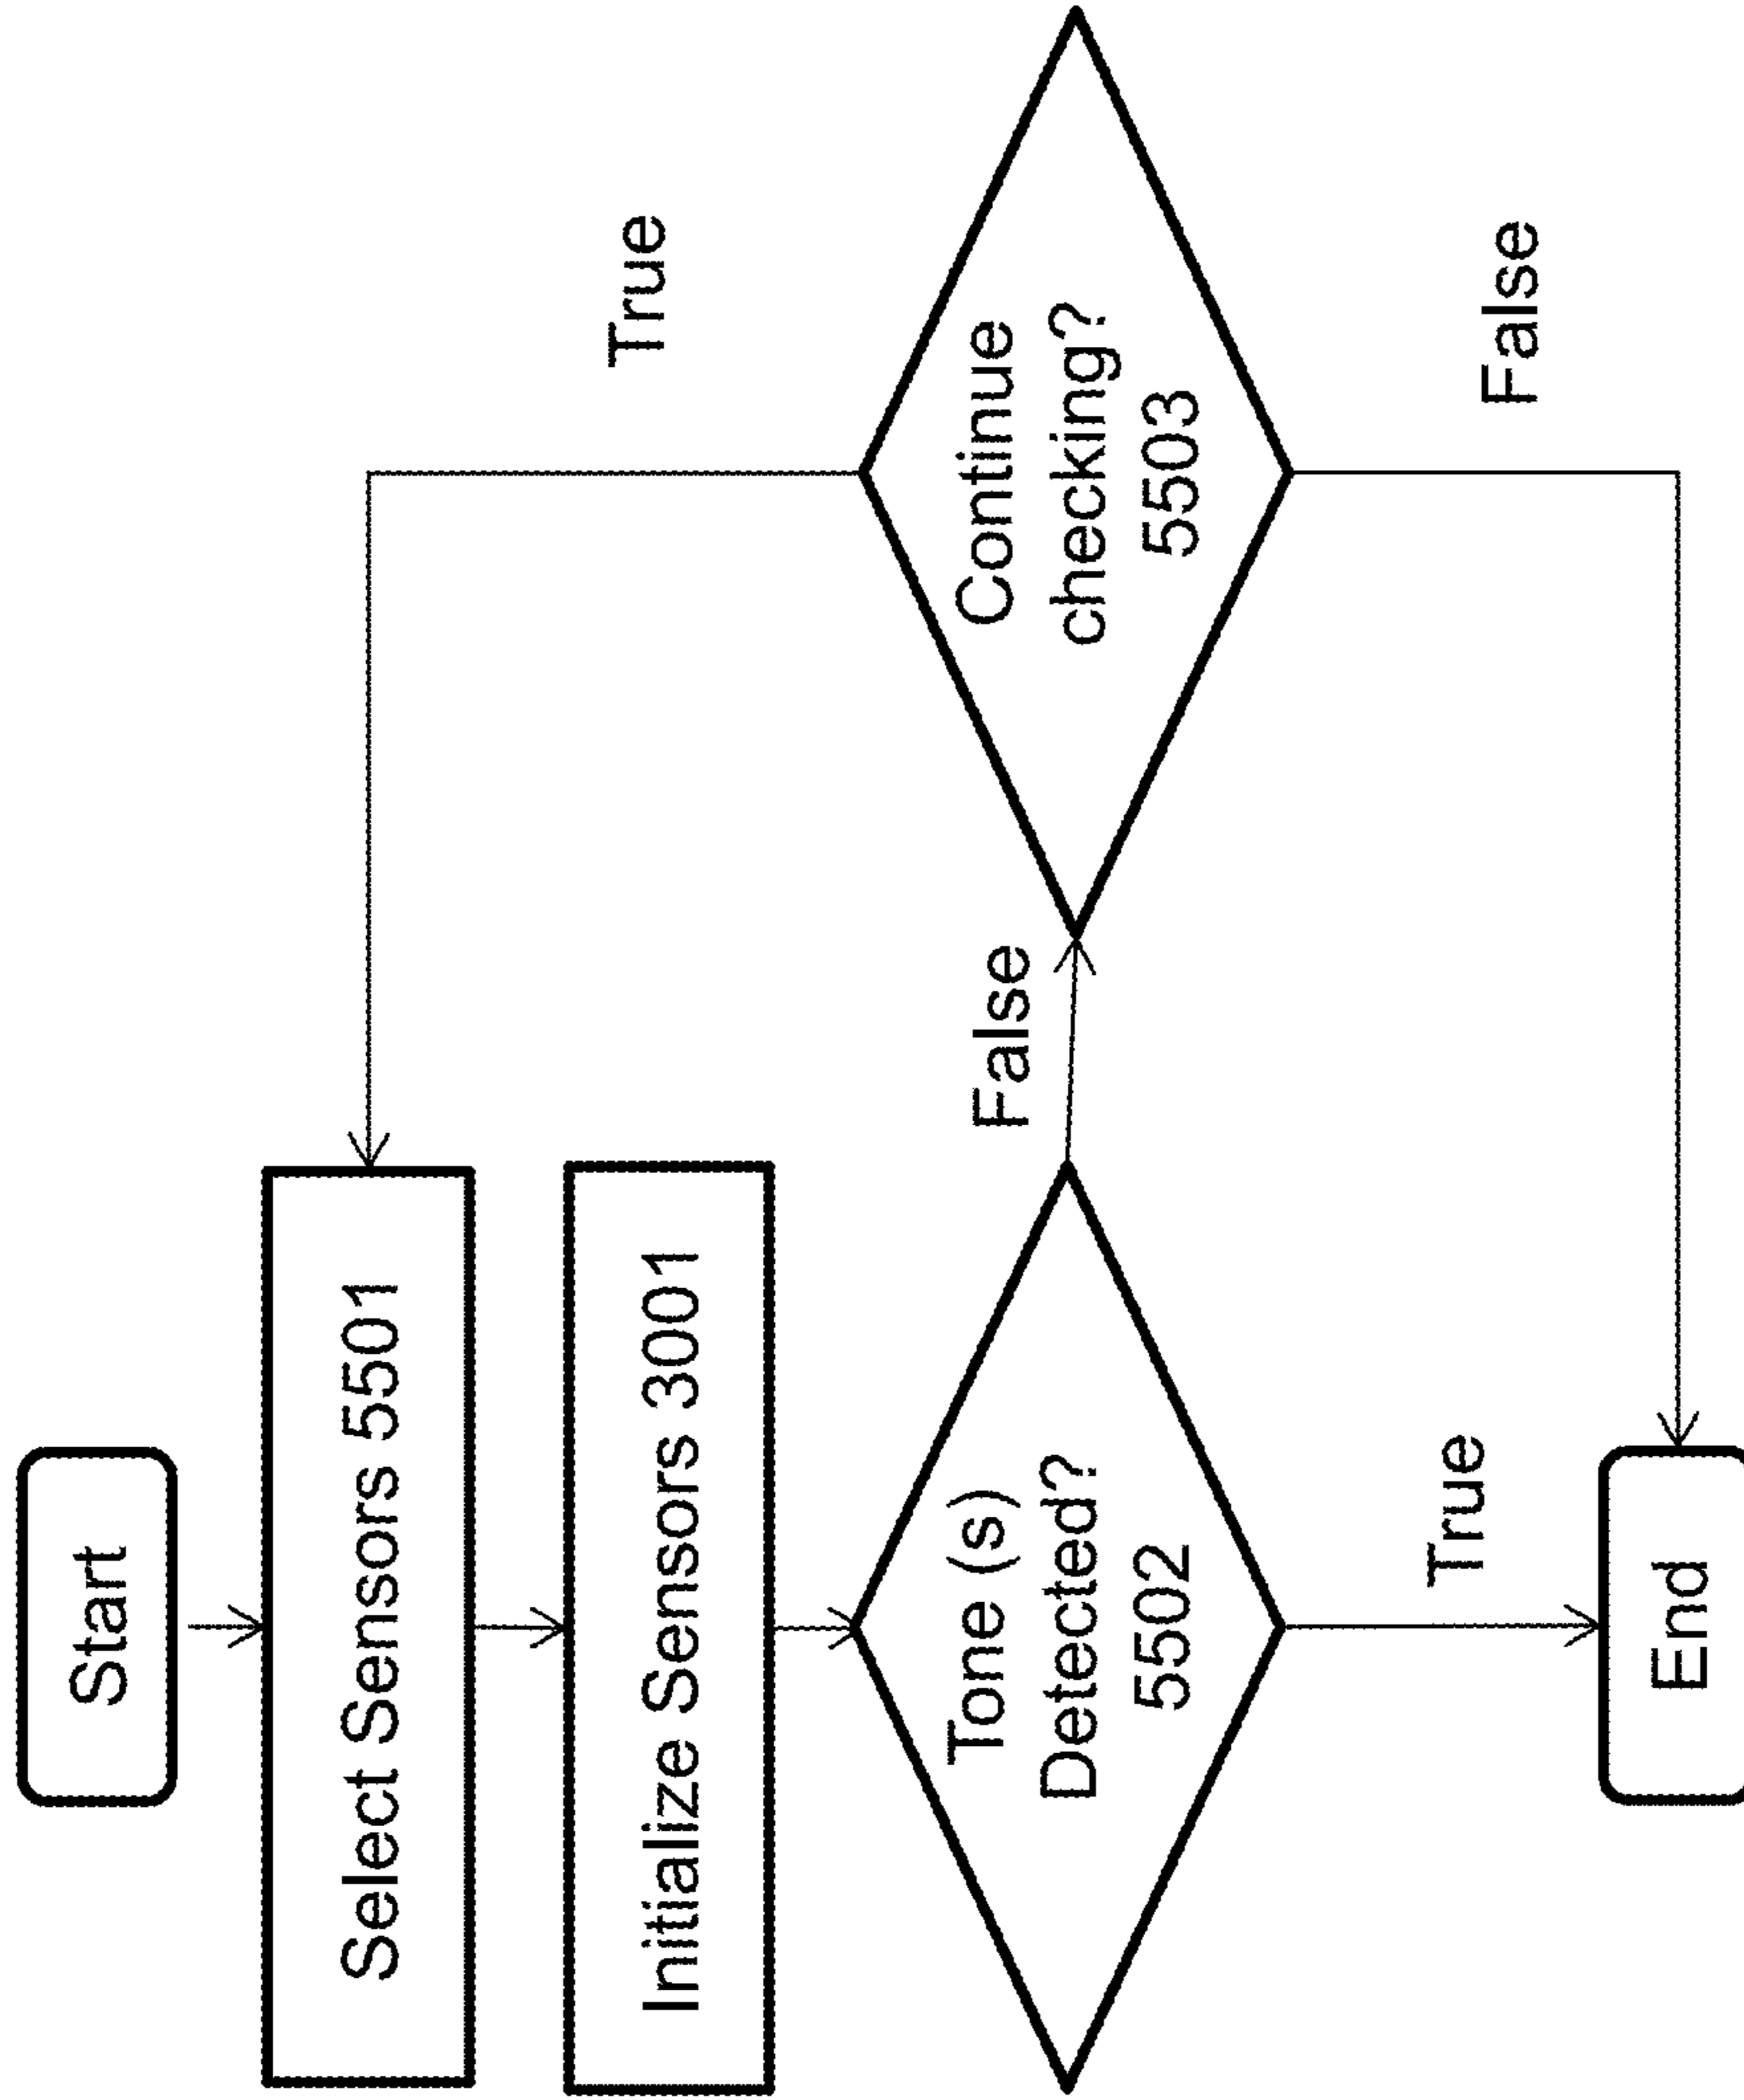 Start
Select Sensors 5501
Initialize Sensors 3001
Tone (s)
Detected?
5502
False
Continue
checking?
5503
True
False
True
End